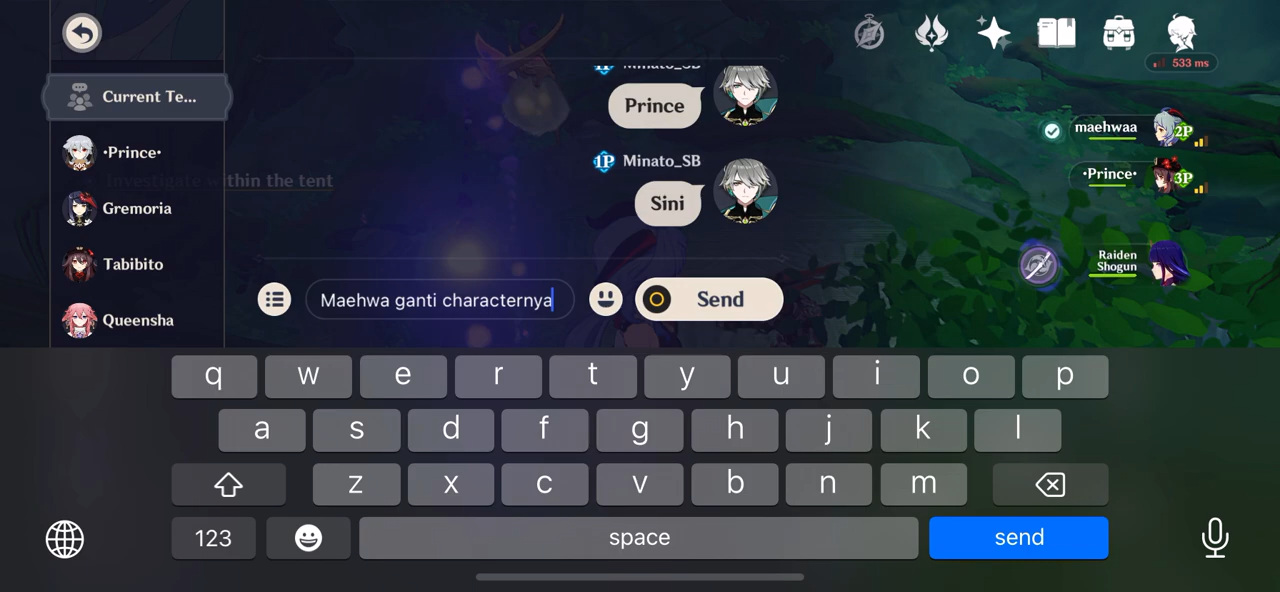 Current Te...
•Prince•
Investigate within the tent
Gremoria
Tabibito
Queensha
1P Minato_SB
Prince
1P Minato_SB
Sini
Maehwa ganti characternya
Send
533 ms
maehwaa
2P
•Prince•
3P
Raiden
Shogun
q w e r t y u i o p
a s d f g h j k l
z x c v b n m
123
space
send